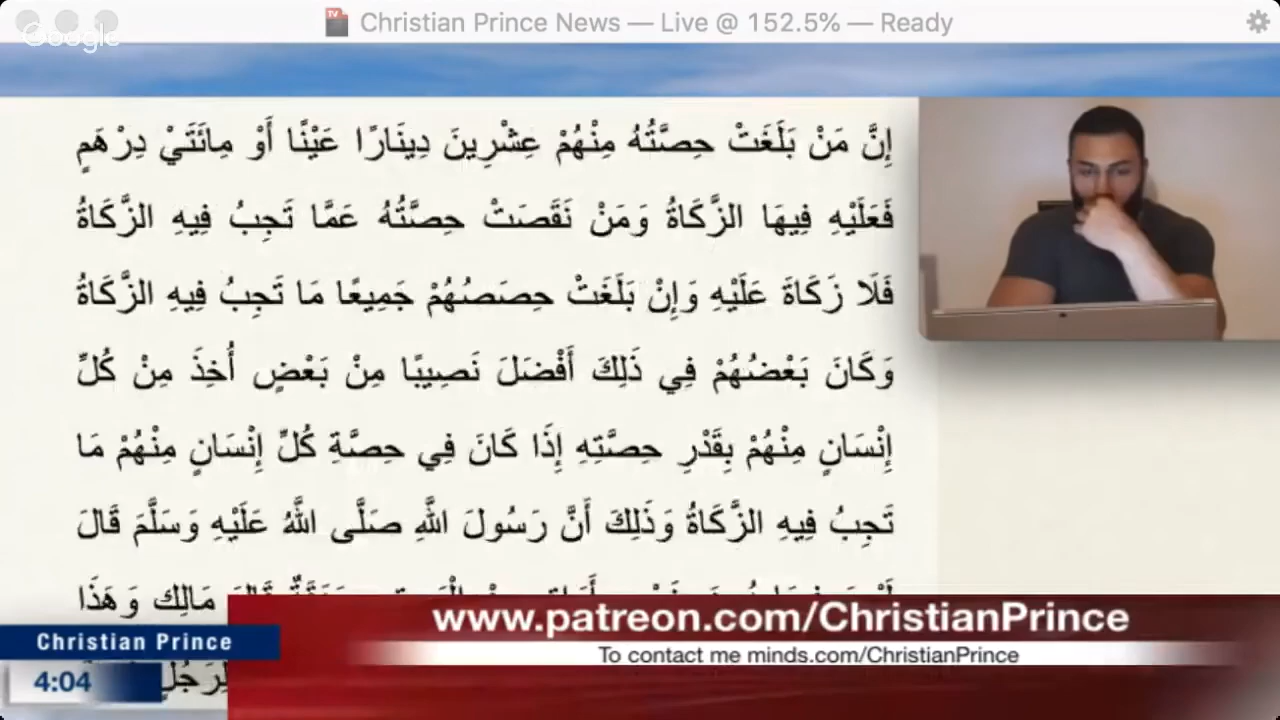 Christian Prince News — Live @ 152.5% — Ready
Google
TV
إِنَّ مَنْ بَلَغَتْ حِصَّتُهُ مِنْهُمْ عِشْرِينَ دِينَارًا عَيْنًا أَوْ مِائَتَيْ دِرْهَمٍ
فَعَلَيْهِ فِيهَا الزَّكَاةُ وَمَنْ نَقَصَتْ حِصَّتُهُ عَمَّا تَجِبُ فِيهِ الزَّكَاةُ
فَلَا زَكَاةَ عَلَيْهِ وَإِنْ بَلَغَتْ حِصَصُهُمْ جَمِيعًا مَا تَجِبُ فِيهِ الزَّكَاةُ
وَكَانَ بَعْضُهُمْ فِي ذَلِكَ أَفْضَلَ نَصِيبًا مِنْ بَعْضٍ أُخِذَ مِنْ كُلِّ
إِنْسَانٍ مِنْهُمْ بِقَدْرِ حِصَّتِهِ إِذَا كَانَ فِي حِصَّةِ كُلِّ إِنْسَانٍ مِنْهُمْ مَا
تَجِبُ فِيهِ الزَّكَاةُ وَذَلِكَ أَنَّ رَسُولَ اللَّهِ صَلَّى اللَّهُ عَلَيْهِ وَسَلَّمَ قَالَ
مَالِك وَهَذَا
www.patreon.com/ChristianPrince
Christian Prince
To contact me minds.com/ChristianPrince
4:04